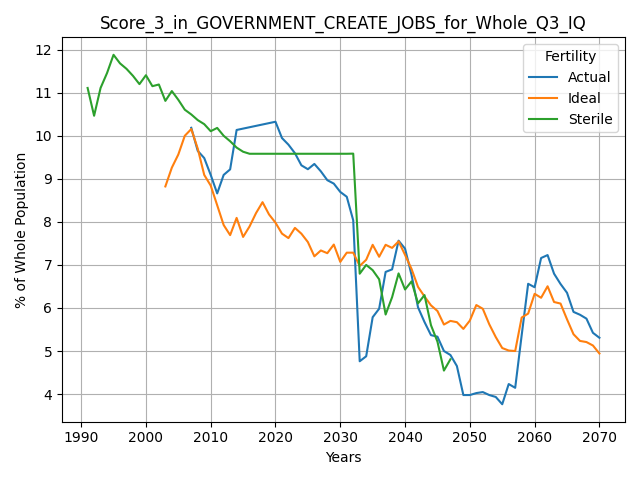 Score_3_in_GOVERNMENT_CREATE_JOBS_for_Whole_Q3_IQ
Fertility
Actual
Ideal
Sterile
% of Whole Population
12
11
10
9
8
7
6
5
4
1990 2000 2010 2020 2030 2040 2050 2060 2070
Years